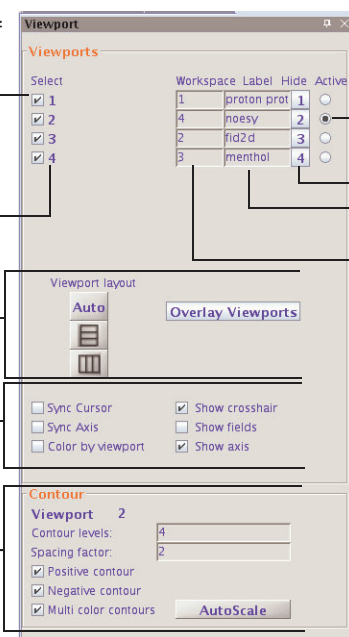 Viewport
Viewports
Select Workspace Label Hide Active
1 1 proton prot 1
2 4 noesy 2
3 2 fid2d 3
4 3 menthol 4
Viewport layout
Auto
Overlay Viewports
Sync Cursor Show crosshair
Sync Axis Show fields
Color by viewport Show axis
Contour
Viewport 2
Contour levels: 4
Spacing factor: 2
Positive contour
Negative contour
Multi color contours AutoScale